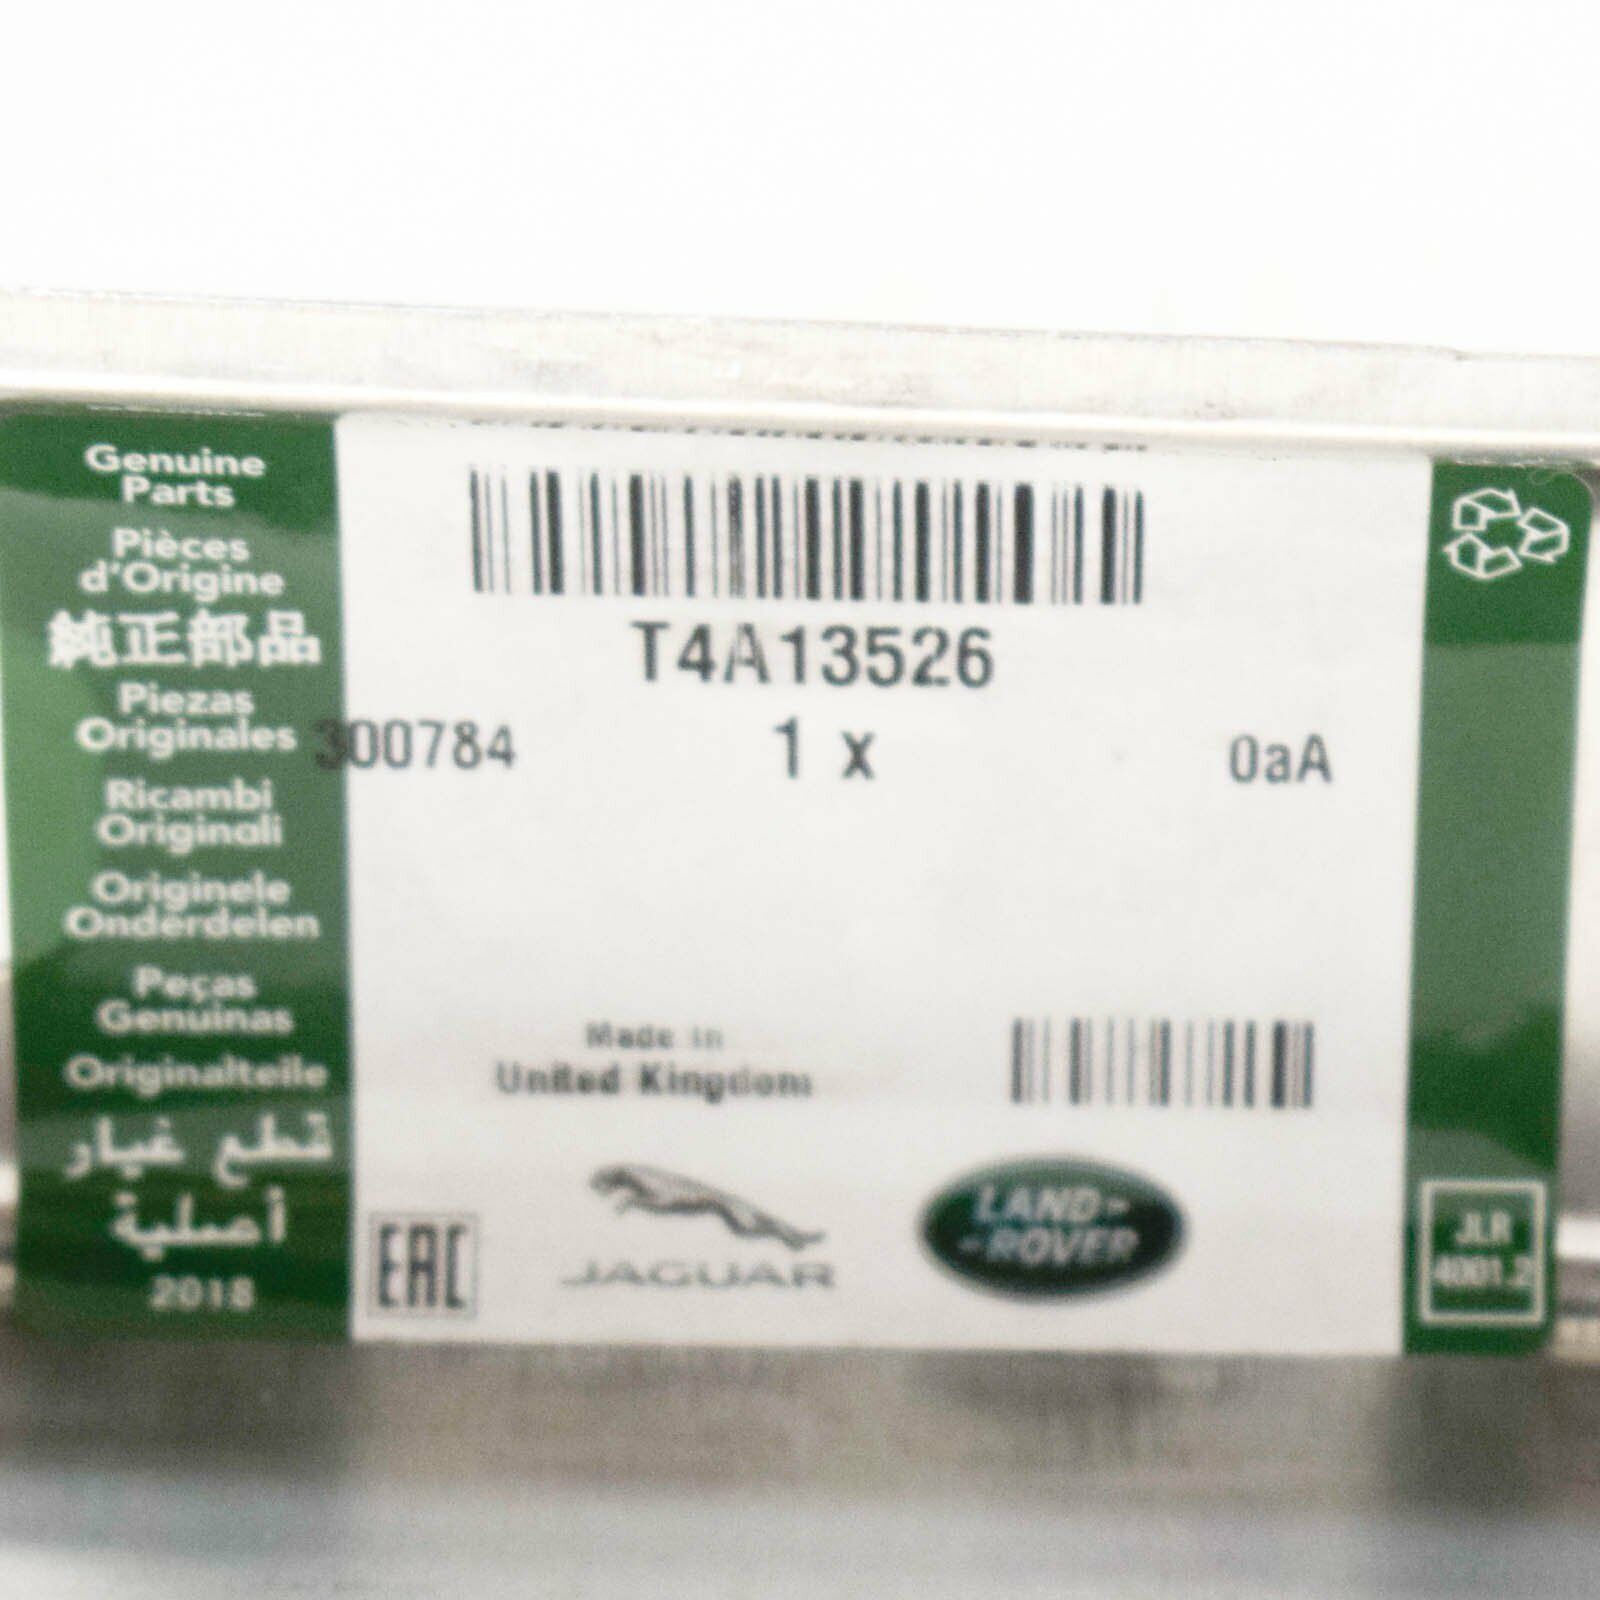 Genuine
Parts
Pièces
d'Origine
純正部品
Piezas
Originales
Ricambi
Originali
Originele
Onderdelen
Peças
Genuinas
Originalteile
قطع غيار
أصلية
2018
T4A13526
300784 1 x 0aA
Made in
United Kingdom
EAC
JAGUAR
LAND-
-ROVER
JLR
4001.2